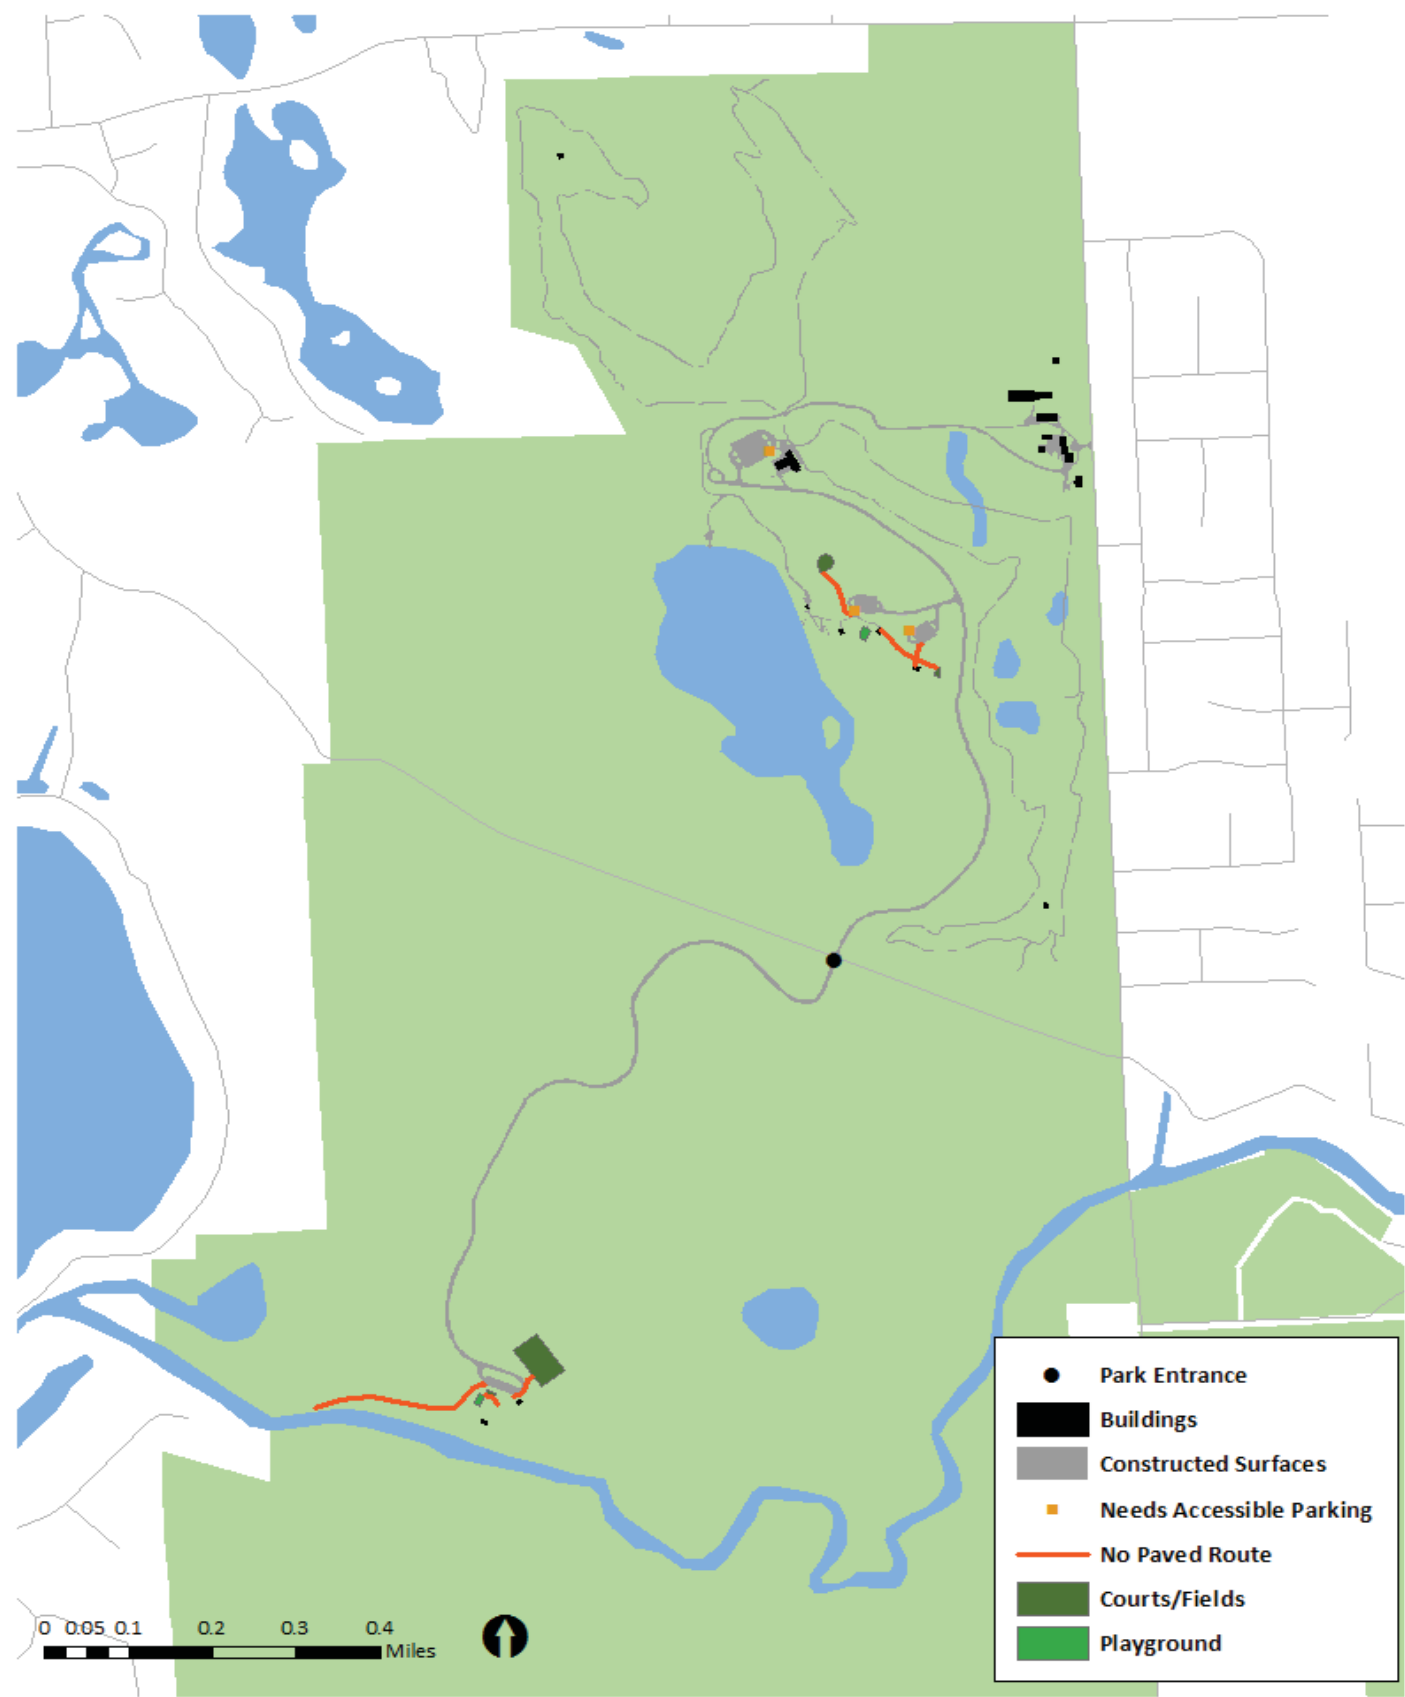 Park Entrance
Buildings
Constructed Surfaces
Needs Accessible Parking
No Paved Route
Courts/Fields
Playground
0 0.05 0.1 0.2 0.3 0.4
Miles